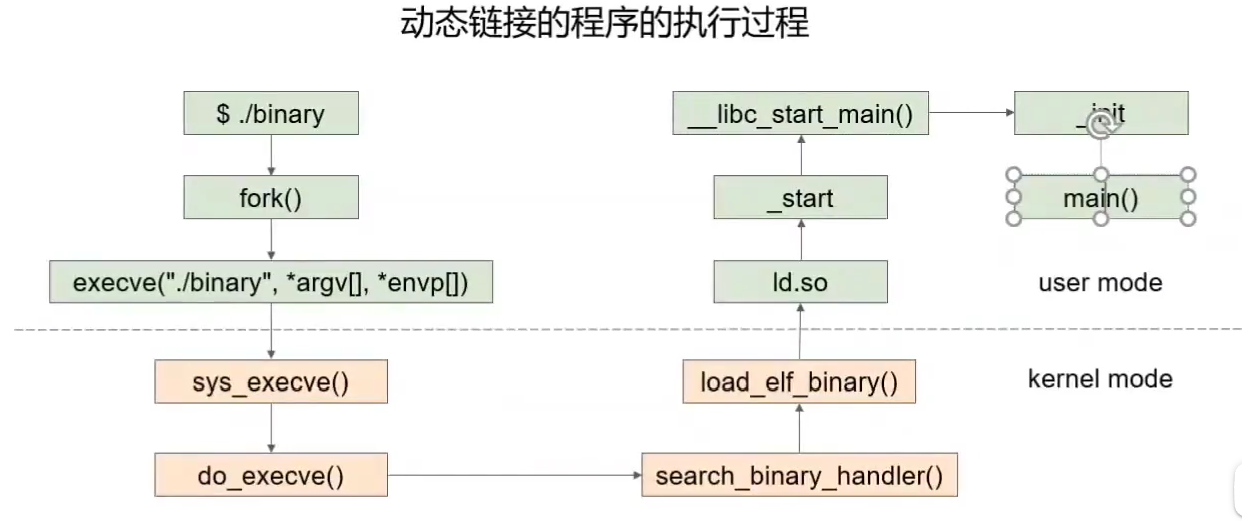 动态链接的程序的执行过程
$ ./binary
fork()
execve("./binary", *argv[], *envp[])
sys_execve()
do_execve()
search_binary_handler()
load_elf_binary()
ld.so
_start
__libc_start_main()
_init
main()
user mode
kernel mode